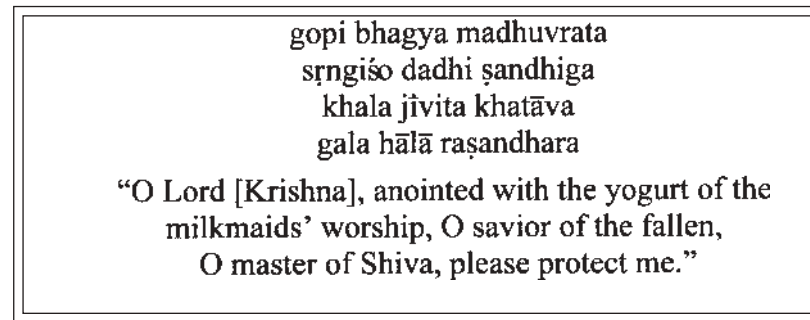 gopi bhagya madhuvrata
sṛngiśo dadhi ṣandhiga
khala jīvita khatāva
gala hālā raṣandhara
“O Lord [Krishna], anointed with the yogurt of the
milkmaids’ worship, O savior of the fallen,
O master of Shiva, please protect me.”